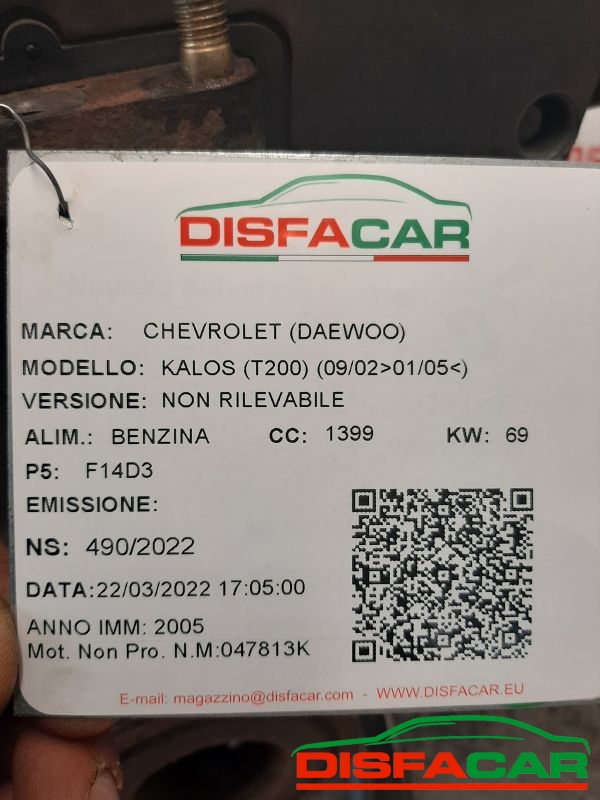 DISFACAR
MARCA: CHEVROLET (DAEWOO)
MODELLO: KALOS (T200) (09/02>01/05<)
VERSIONE: NON RILEVABILE
ALIM.: BENZINA CC: 1399 KW: 69
P5: F14D3
EMISSIONE:
NS: 490/2022
DATA:22/03/2022 17:05:00
ANNO IMM: 2005
Mot. Non Pro. N.M:047813K
E-mail: magazzino@disfacar.com - WWW.DISFACAR.EU
DISFACAR